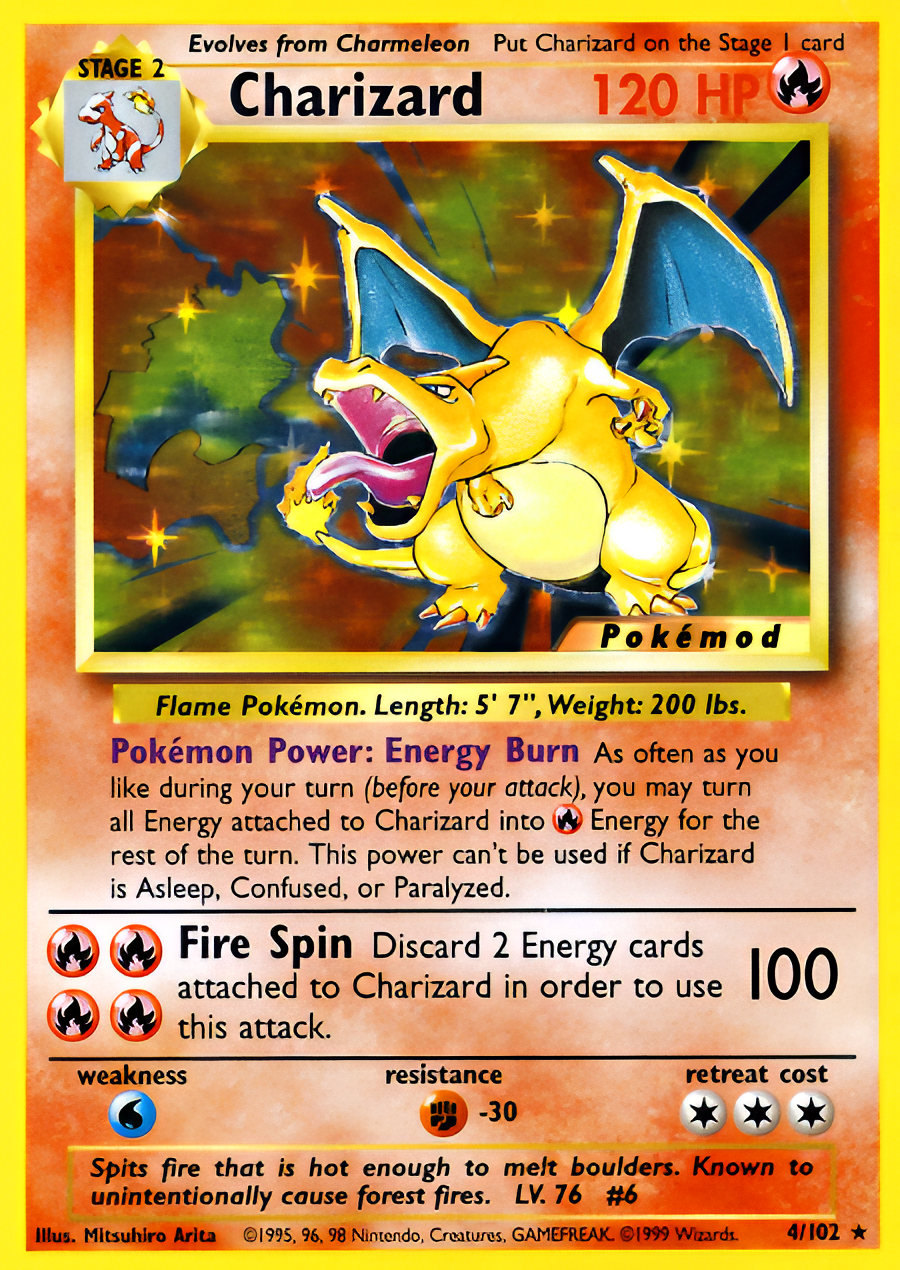 Evolves from Charmeleon Put Charizard on the Stage 1 card
STAGE 2
Charizard 120 HP
Pokémod
Flame Pokémon. Length: 5' 7", Weight: 200 lbs.
Pokémon Power: Energy Burn As often as you
like during your turn (before your attack), you may turn
all Energy attached to Charizard into Energy for the
rest of the turn. This power can't be used if Charizard
is Asleep, Confused, or Paralyzed.
Fire Spin Discard 2 Energy cards
attached to Charizard in order to use
this attack.
100
weakness resistance retreat cost
-30
Spits fire that is hot enough to melt boulders. Known to
unintentionally cause forest fires. LV. 76 #6
Illus. Mitsuhiro Arita ©1995, 96, 98 Nintendo, Creatures, GAMEFREAK. ©1999 Wizards. 4/102 ★